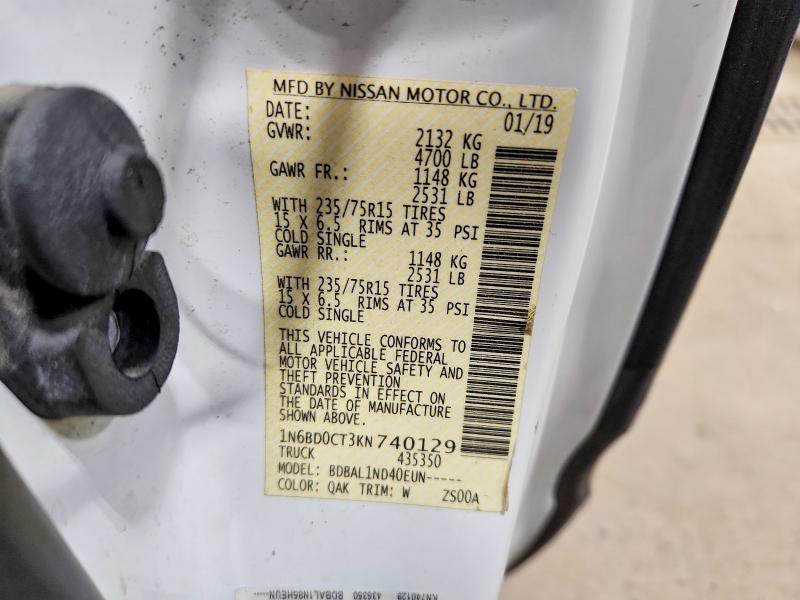 MFD BY NISSAN MOTOR CO., LTD.
DATE: 01/19
GVWR: 2132 KG
4700 LB
GAWR FR.: 1148 KG
2531 LB
WITH 235/75R15 TIRES
15 X 6.5 RIMS AT 35 PSI
COLD SINGLE
GAWR RR.: 1148 KG
2531 LB
WITH 235/75R15 TIRES
15 X 6.5 RIMS AT 35 PSI
COLD SINGLE
THIS VEHICLE CONFORMS TO
ALL APPLICABLE FEDERAL
MOTOR VEHICLE SAFETY AND
THEFT PREVENTION
STANDARDS IN EFFECT ON
THE DATE OF MANUFACTURE
SHOWN ABOVE.
1N6BD0CT3KN740129
TRUCK 435350
MODEL: BDBAL1ND40EUN-----
COLOR: QAK TRIM: W ZS00A
KN740129